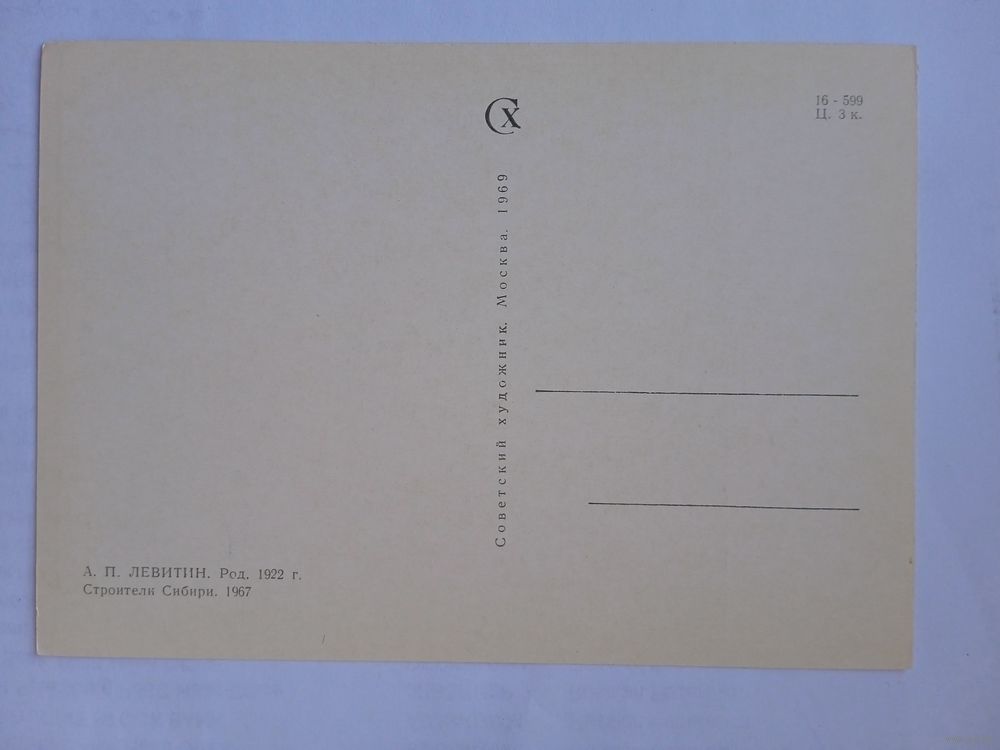 СХ
16 - 599
Ц. 3 к.
Советский художник. Москва. 1969
А. П. ЛЕВИТИН. Род. 1922 г.
Строители Сибири. 1967